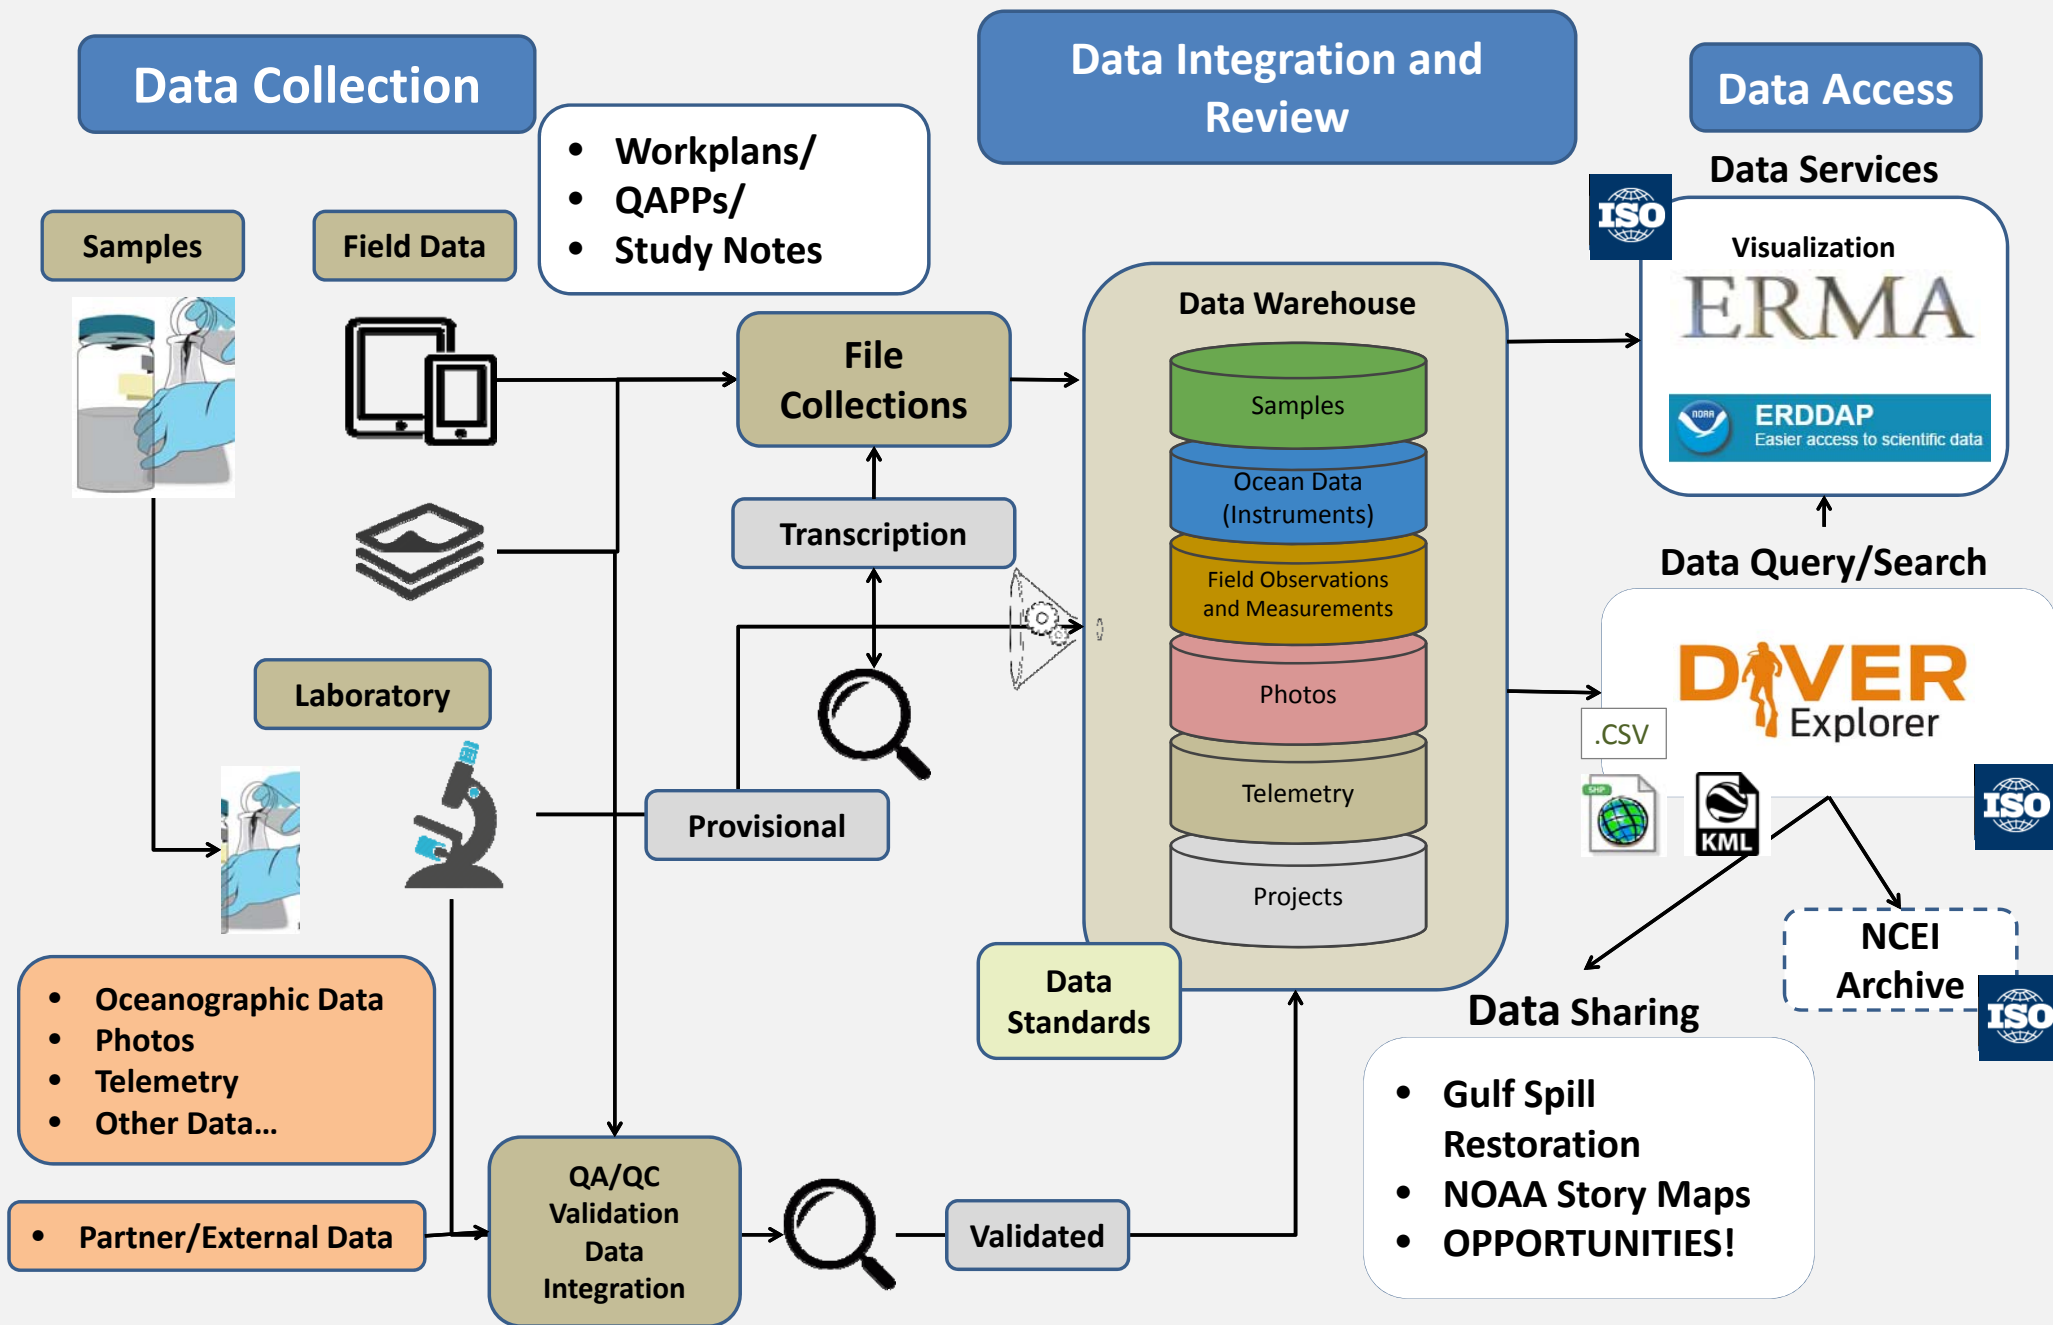 Data Collection
Data Integration and
Review
Data Access
• Workplans/
• QAPPs/
• Study Notes
Samples
Field Data
File
Collections
Transcription
Laboratory
Provisional
• Oceanographic Data
• Photos
• Telemetry
• Other Data...
• Partner/External Data
QA/QC
Validation
Data
Integration
Validated
Data Warehouse
Samples
Ocean Data
(Instruments)
Field Observations
and Measurements
Photos
Telemetry
Projects
Data
Standards
Data Services
ISO
Visualization
ERMA
NOAA
ERDDAP
Easier access to scientific data
Data Query/Search
DIVER
Explorer
.CSV
SHP
KML
ISO
NCEI
Archive
ISO
Data Sharing
• Gulf Spill
Restoration
• NOAA Story Maps
• OPPORTUNITIES!